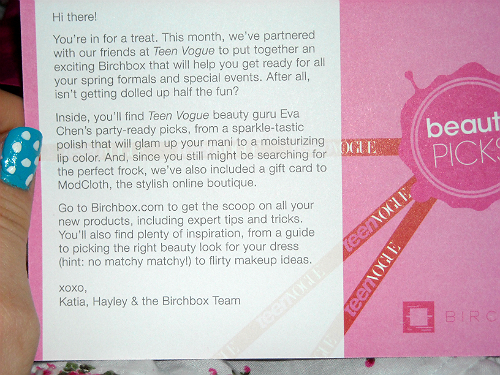 Hi there!
You're in for a treat. This month, we've partnered
with our friends at Teen Vogue to put together an
exciting Birchbox that will help you get ready for all
your spring formals and special events. After all,
isn't getting dolled up half the fun?
Inside, you'll find Teen Vogue beauty guru Eva
Chen's party-ready picks, from a sparkle-tastic
polish that will glam up your mani to a moisturizing
lip color. And, since you still might be searching for
the perfect frock, we've also included a gift card to
ModCloth, the stylish online boutique.
Go to Birchbox.com to get the scoop on all your
new products, including expert tips and tricks.
You'll also find plenty of inspiration, from a guide
to picking the right beauty look for your dress
(hint: no matchy matchy!) to flirty makeup ideas.
xoxo,
Katia, Hayley & the Birchbox Team
VOGUE
beaut
PICKS
teenVOGUE
teenVOGUE
teenVOGUE
BIRC